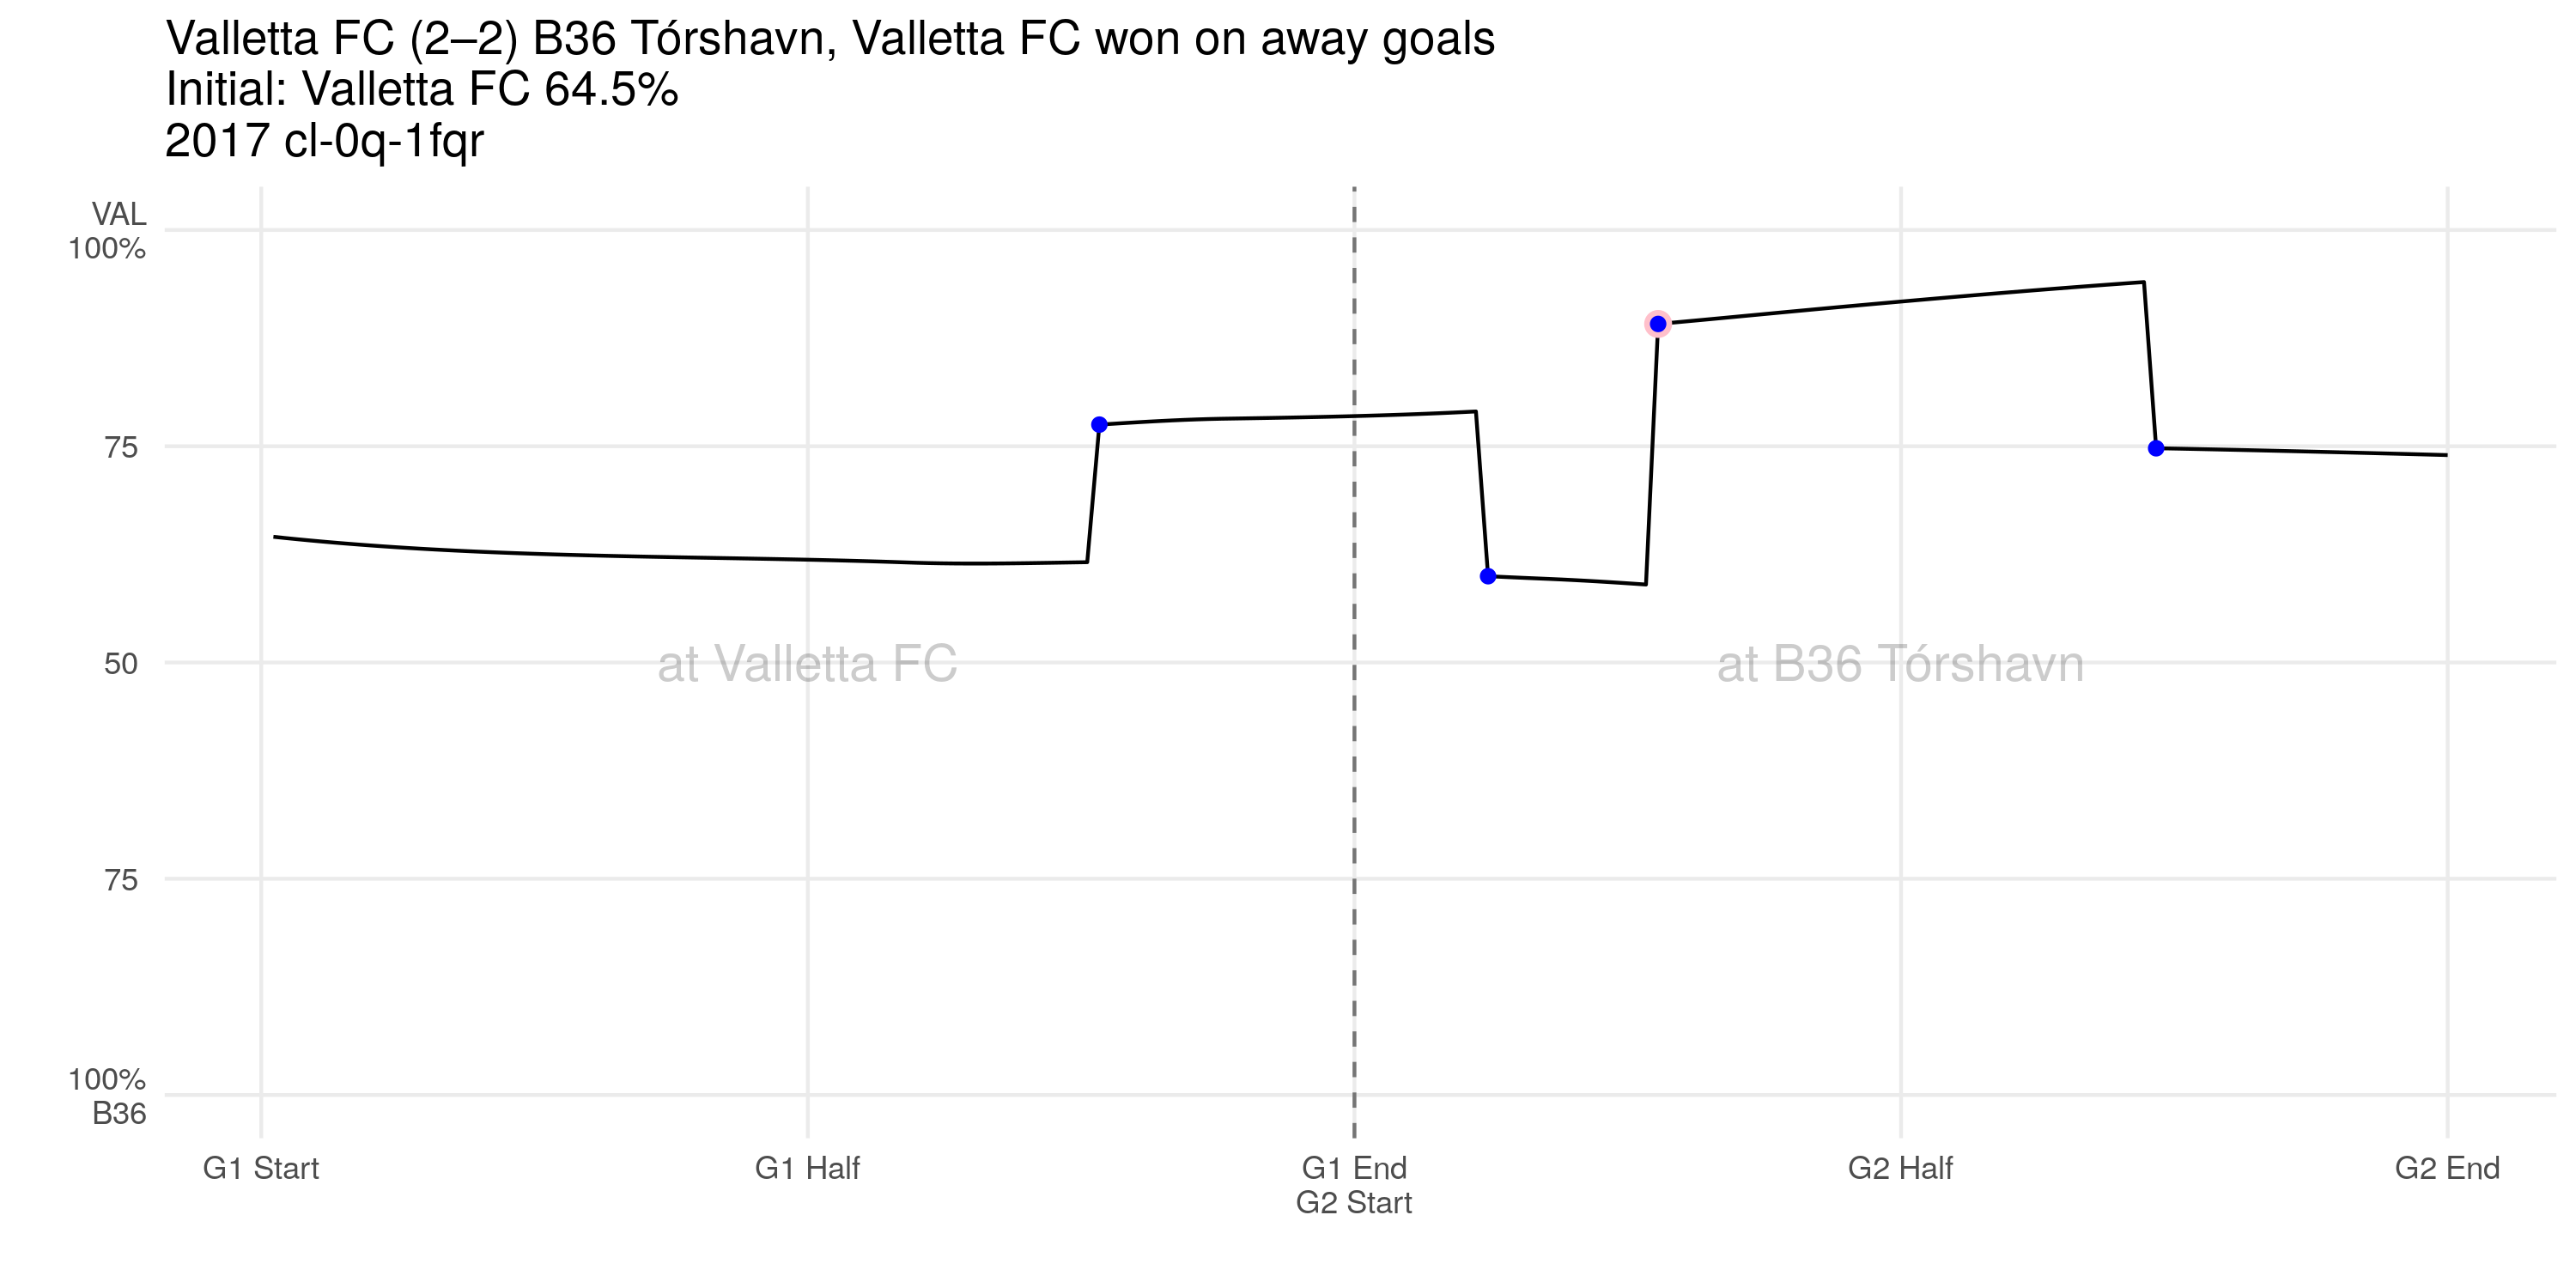 Valletta FC (2–2) B36 Tórshavn, Valletta FC won on away goals
Initial: Valletta FC 64.5%
2017 cl-0q-1fqr
VAL
100%
75
50
75
100%
B36
at Valletta FC
at B36 Tórshavn
G1 Start
G1 Half
G1 End
G2 Start
G2 Half
G2 End